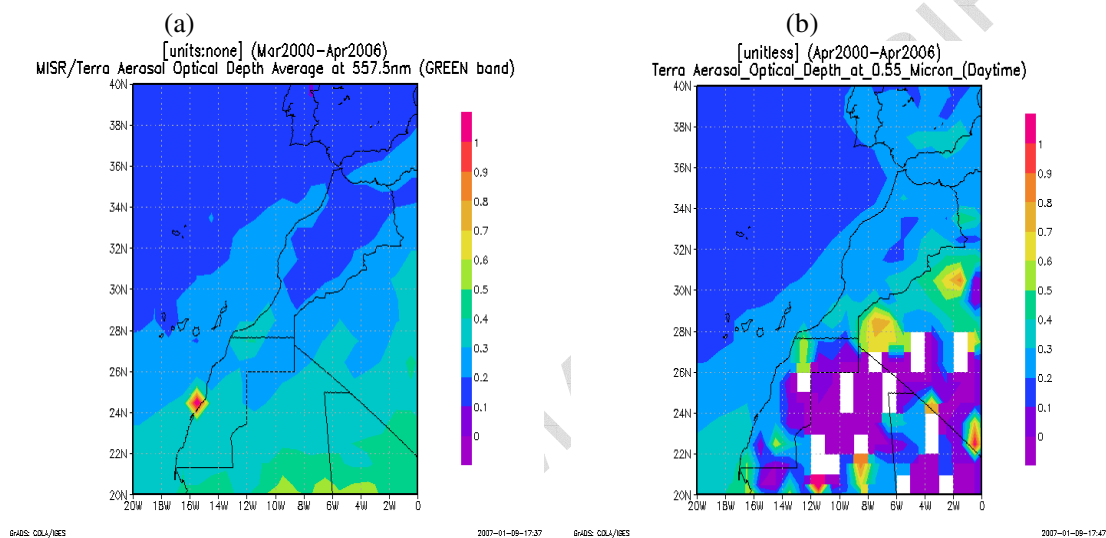 (a)
[units:none] (Mar2000-Apr2006)
MISR/Terra Aerosal Optical Depth Average at 557.5nm (GREEN band)
40N
38N
36N
34N
32N
30N
28N
26N
24N
22N
20N
20W 18W 16W 14W 12W 10W 8W 6W 4W 2W 0
1
0.9
0.8
0.7
0.6
0.5
0.4
0.3
0.2
0.1
0
GrADS: COLA/IGES
2007-01-09-17:37
(b)
[unitless] (Apr2000-Apr2006)
Terra Aerosol_Optical_Depth_at_0.55_Micron_(Daytime)
40N
38N
36N
34N
32N
30N
28N
26N
24N
22N
20N
20W 18W 16W 14W 12W 10W 8W 6W 4W 2W 0
1
0.9
0.8
0.7
0.6
0.5
0.4
0.3
0.2
0.1
0
GrADS: COLA/IGES
2007-01-09-17:47